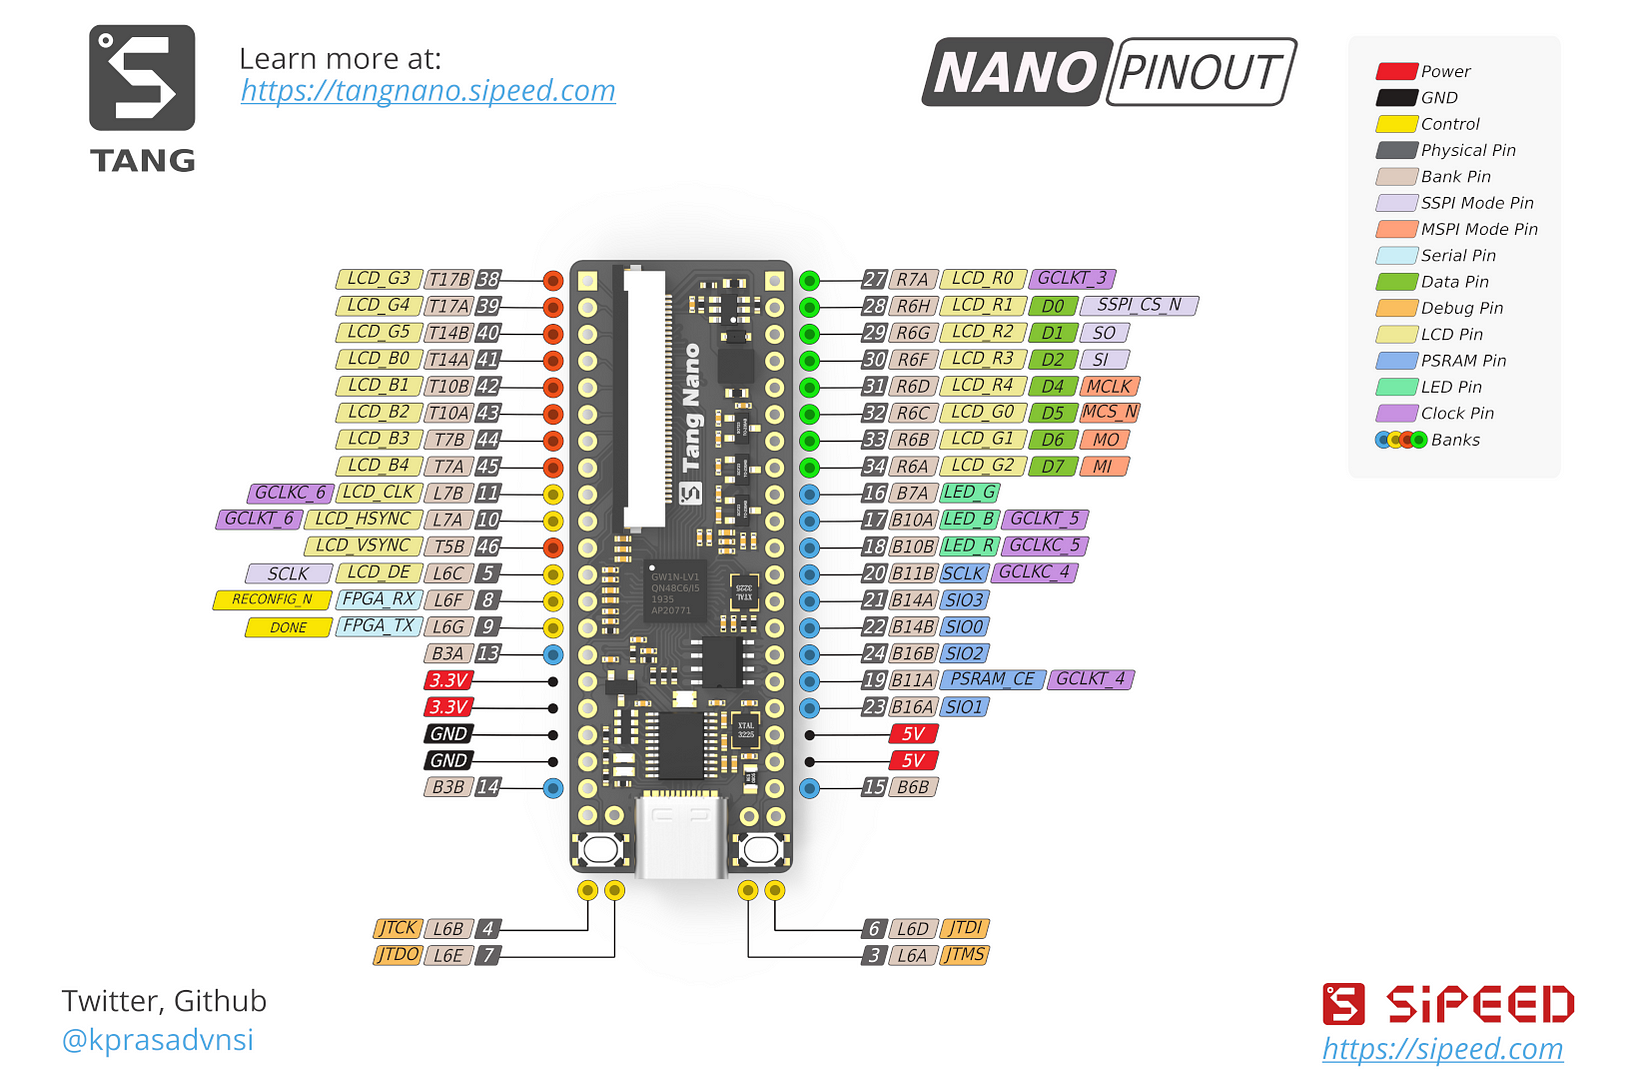 TANG
Learn more at:
https://tangnano.sipeed.com
NANO PINOUT
Power
GND
Control
Physical Pin
Bank Pin
SSPI Mode Pin
MSPI Mode Pin
Serial Pin
Data Pin
Debug Pin
LCD Pin
PSRAM Pin
LED Pin
Clock Pin
Banks
LCD_G3 T17B 38
LCD_G4 T17A 39
LCD_G5 T14B 40
LCD_B0 T14A 41
LCD_B1 T10B 42
LCD_B2 T10A 43
LCD_B3 T7B 44
LCD_B4 T7A 45
GCLKC_6 LCD_CLK L7B 11
GCLKT_6 LCD_HSYNC L7A 10
LCD_VSYNC T5B 46
SCLK LCD_DE L6C 5
RECONFIG_N FPGA_RX L6F 8
DONE FPGA_TX L6G 9
B3A 13
3.3V
3.3V
GND
GND
B3B 14
Tang Nano
GW1N-LV1
QN48C6/I5
1935
AP20771
XTAL
3225
XTAL
3225
27 R7A LCD_R0 GCLKT_3
28 R6H LCD_R1 D0 SSPI_CS_N
29 R6G LCD_R2 D1 SO
30 R6F LCD_R3 D2 SI
31 R6D LCD_R4 D4 MCLK
32 R6C LCD_G0 D5 MCS_N
33 R6B LCD_G1 D6 MO
34 R6A LCD_G2 D7 MI
16 B7A LED_G
17 B10A LED_B GCLKT_5
18 B10B LED_R GCLKC_5
20 B11B SCLK GCLKC_4
21 B14A SIO3
22 B14B SIO0
24 B16B SIO2
19 B11A PSRAM_CE GCLKT_4
23 B16A SIO1
5V
5V
15 B6B
JTCK L6B 4
JTDO L6E 7
6 L6D JTDI
3 L6A JTMS
Twitter, Github
@kprasadvnsi
SiPEED
https://sipeed.com